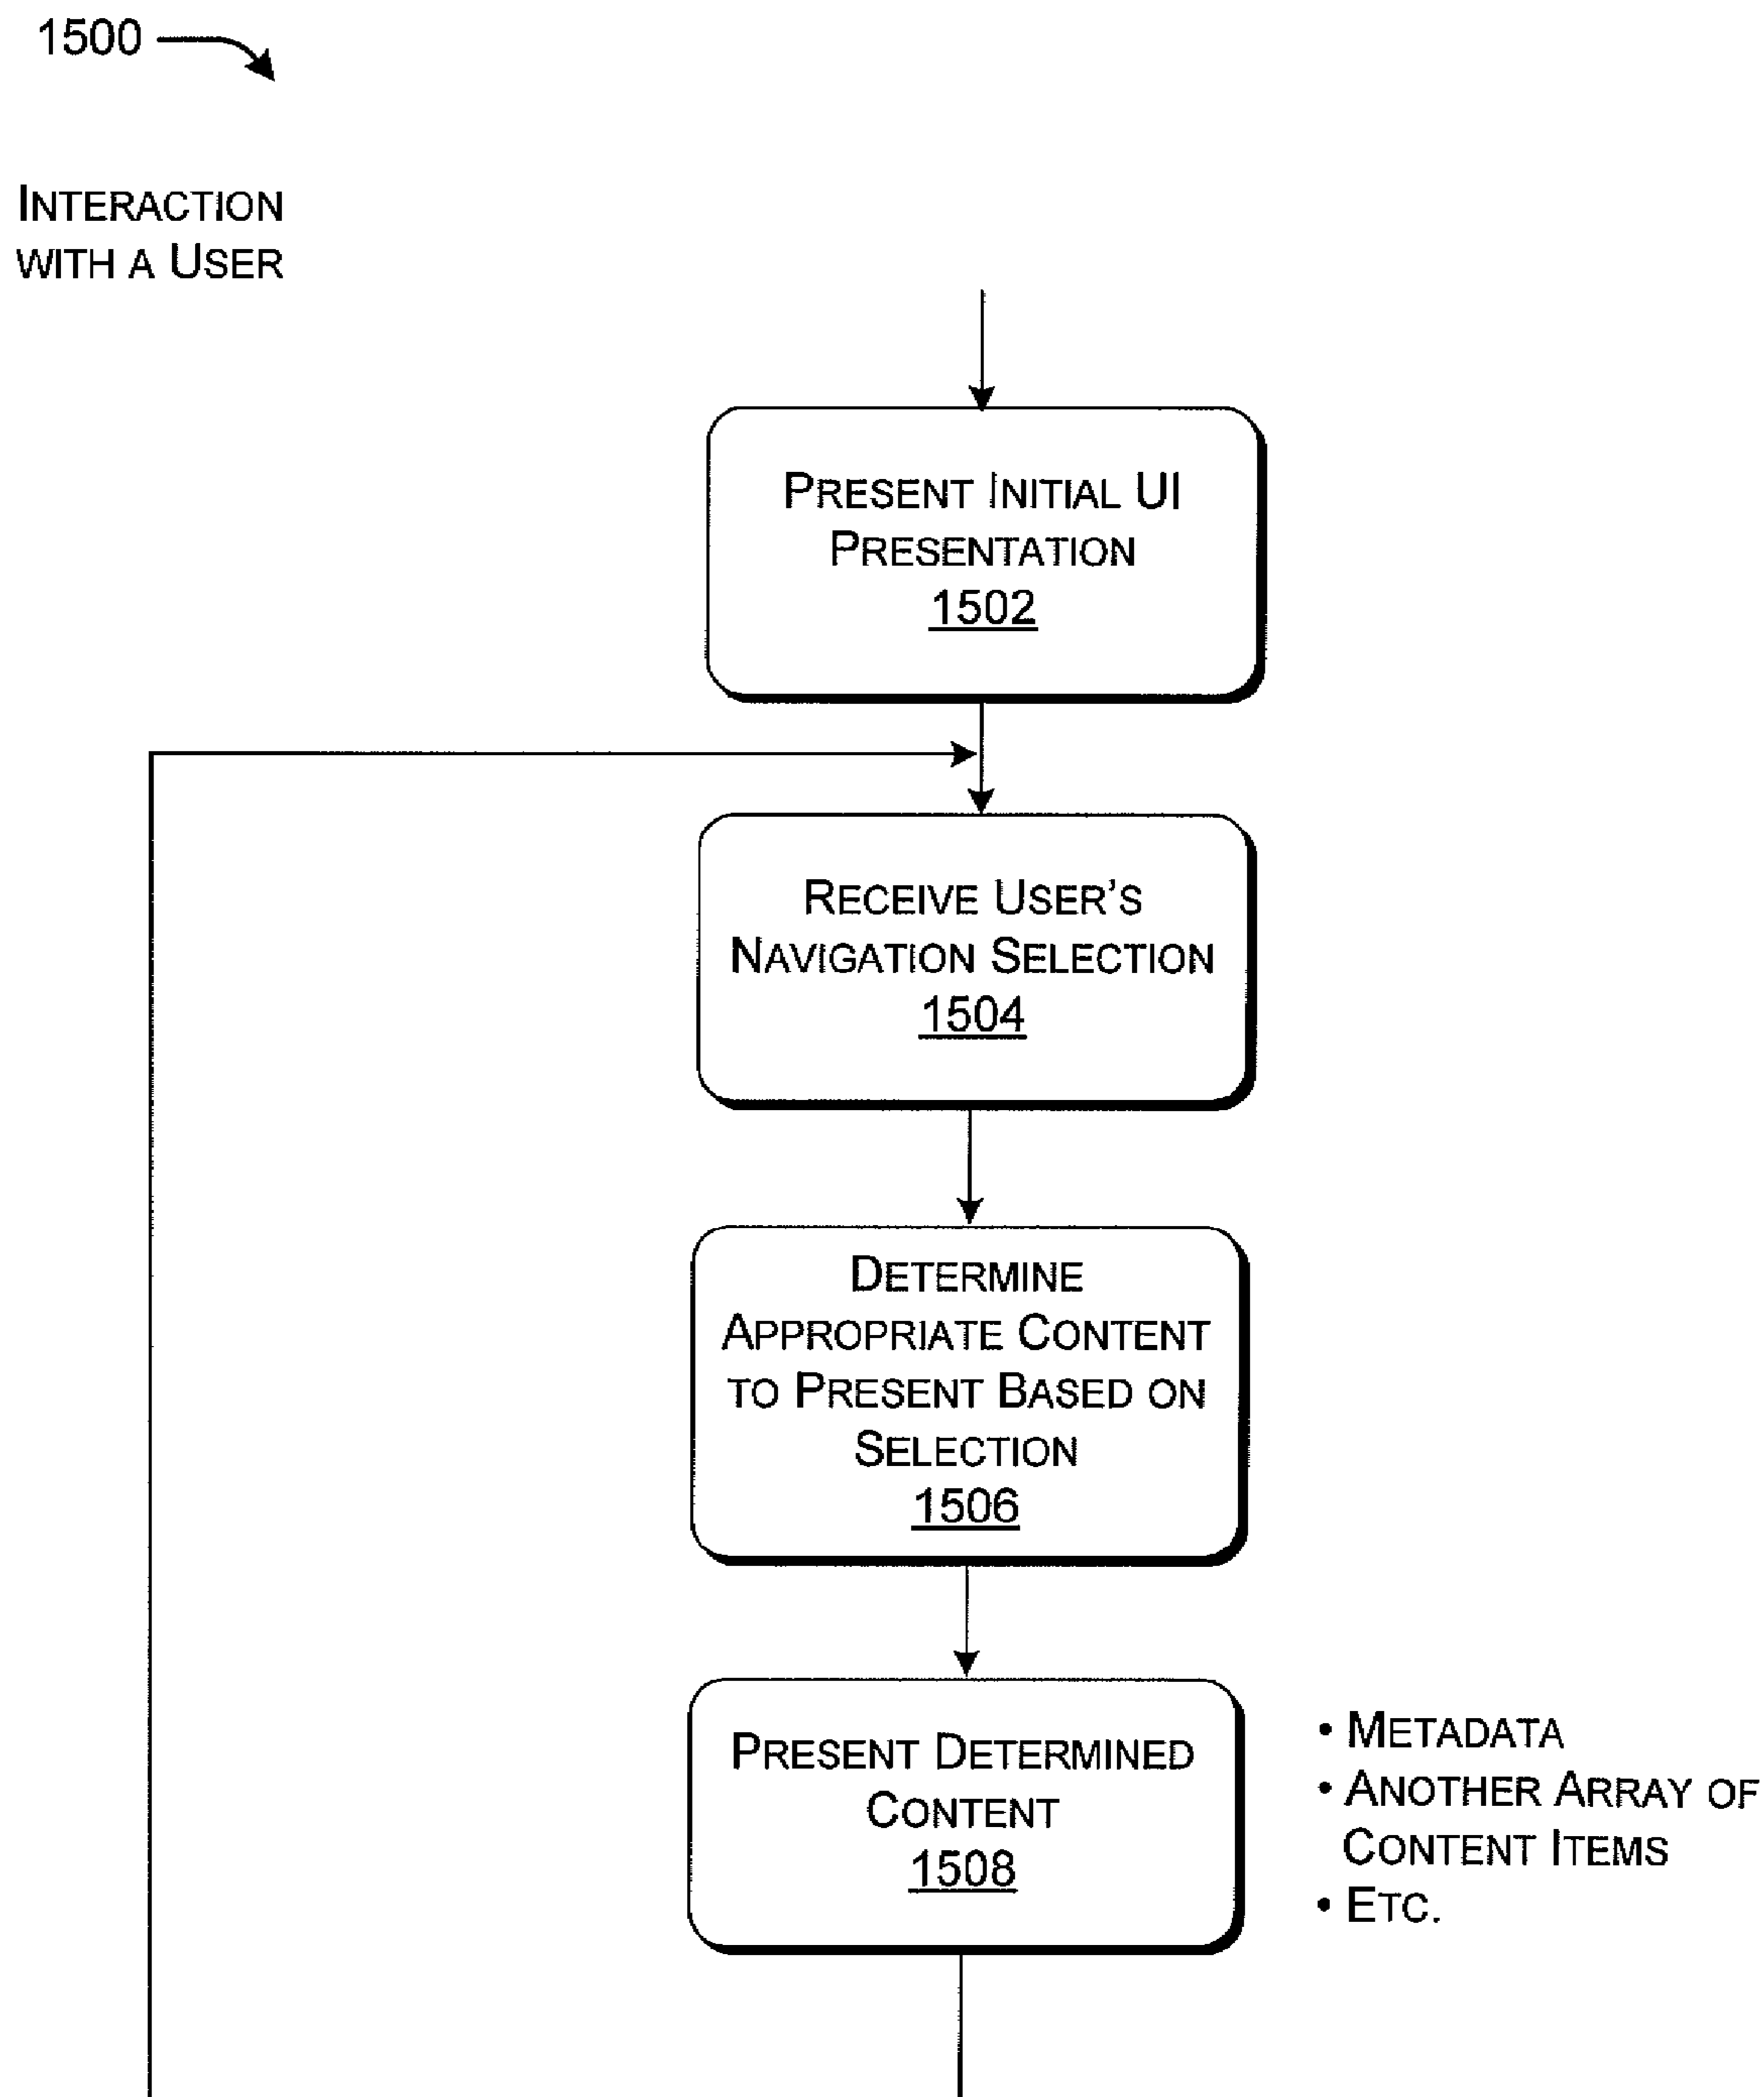 1500
INTERACTION
WITH A USER
PRESENT INITIAL UI
PRESENTATION
1502
RECEIVE USER'S
NAVIGATION SELECTION
1504
DETERMINE
APPROPRIATE CONTENT
TO PRESENT BASED ON
SELECTION
1506
PRESENT DETERMINED
CONTENT
1508
• METADATA
• ANOTHER ARRAY OF
CONTENT ITEMS
• ETC.